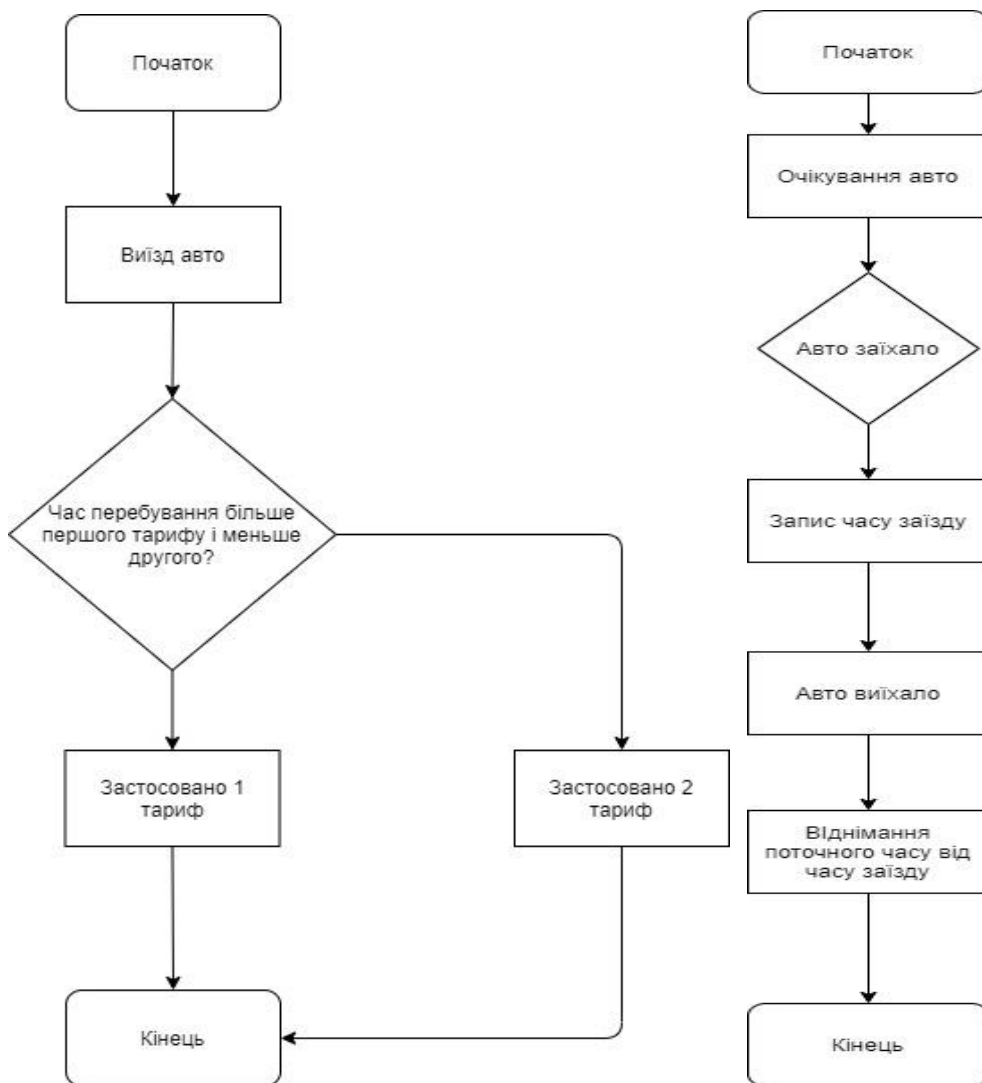 Початок
Виїзд авто
Час перебування більше
першого тарифу і меньше
другого?
Застосовано 1
тариф
Застосовано 2
тариф
Кінець
Початок
Очікування авто
Авто заїхало
Запис часу заїзду
Авто виїхало
ВІднімання
поточного часу від
часу заїзду
Кінець